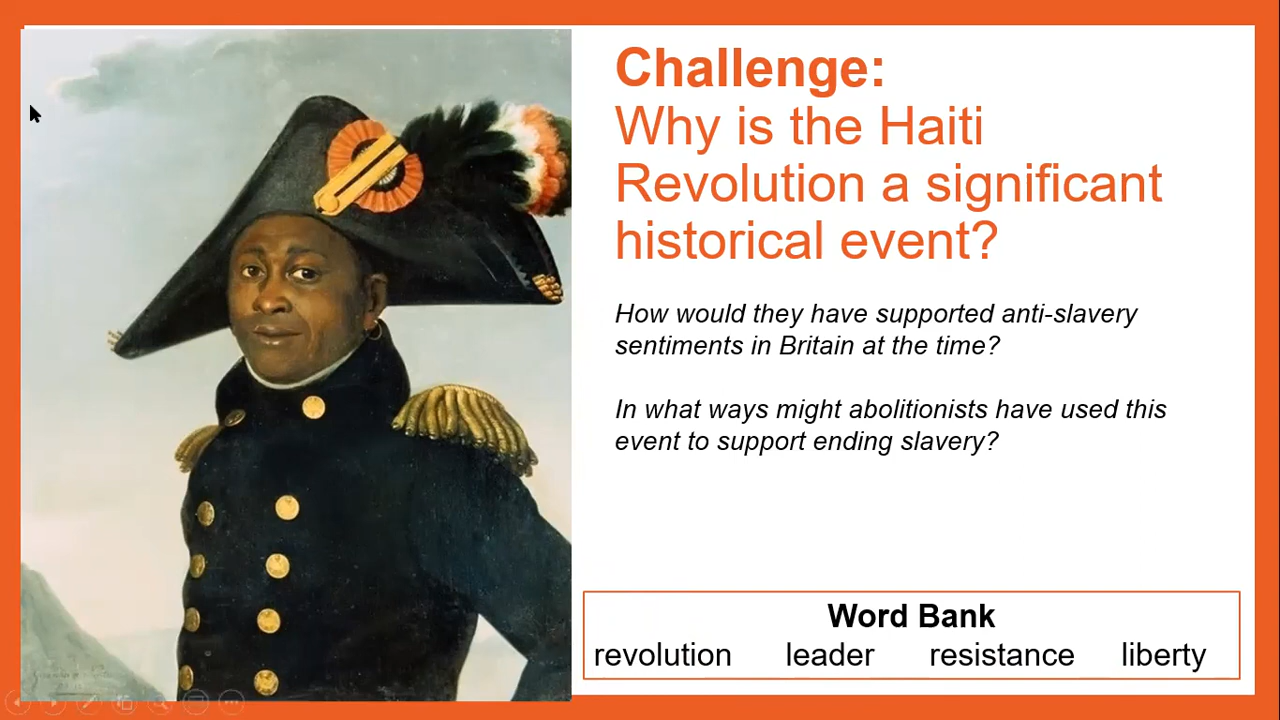 Challenge:
Why is the Haiti
Revolution a significant
historical event?
How would they have supported anti-slavery
sentiments in Britain at the time?
In what ways might abolitionists have used this
event to support ending slavery?
Word Bank
revolution leader resistance liberty